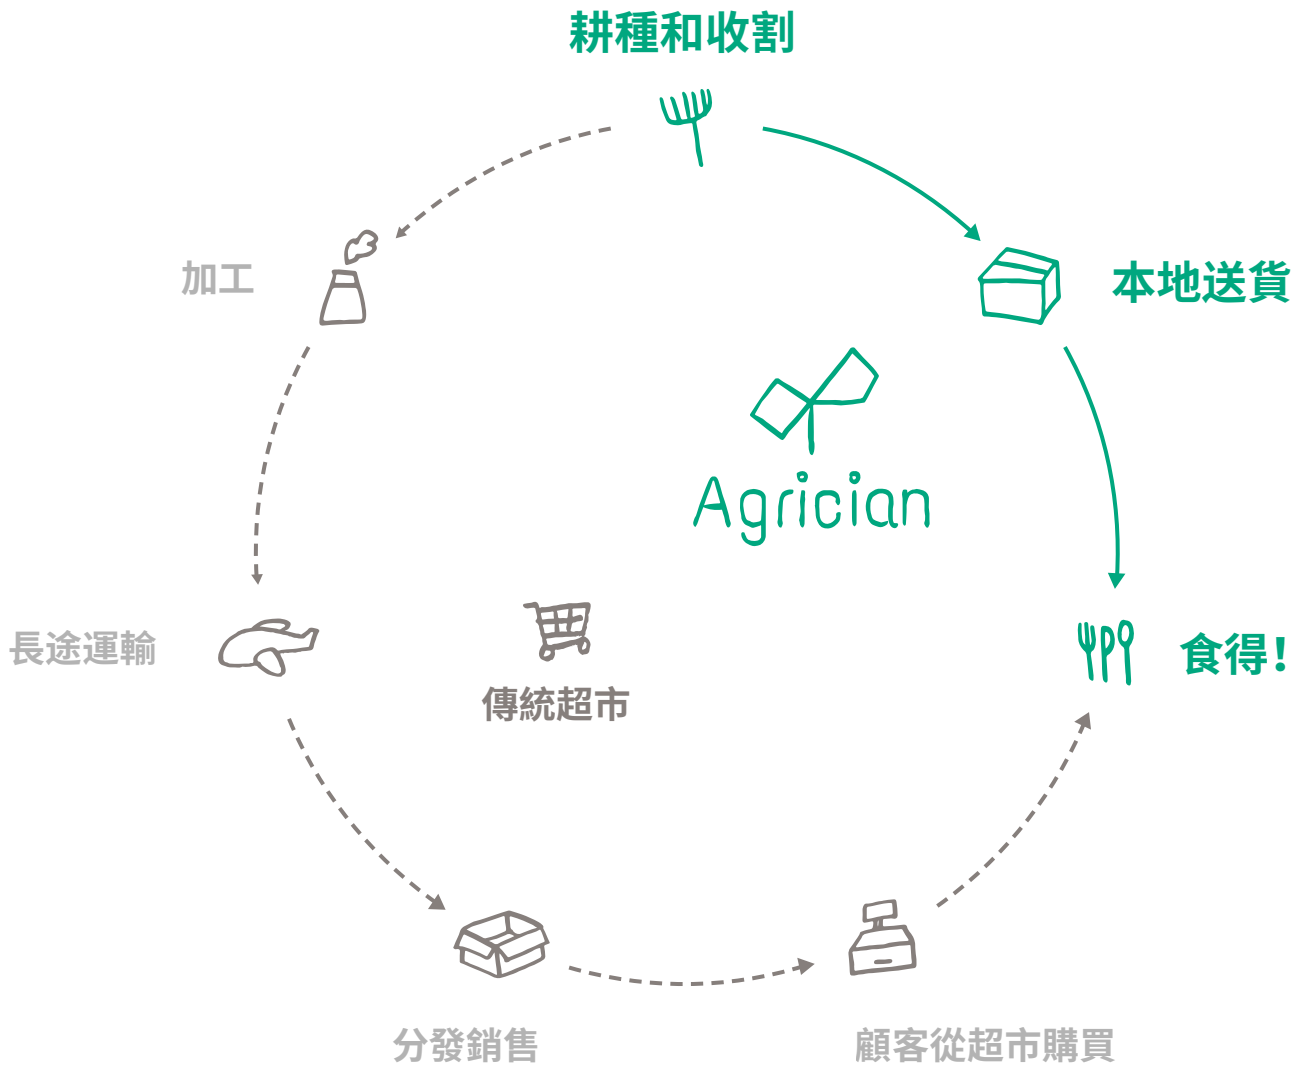 耕種和收割
加工
本地送貨
Agrician
長途運輸
食得！
傳統超市
分發銷售
顧客從超市購買